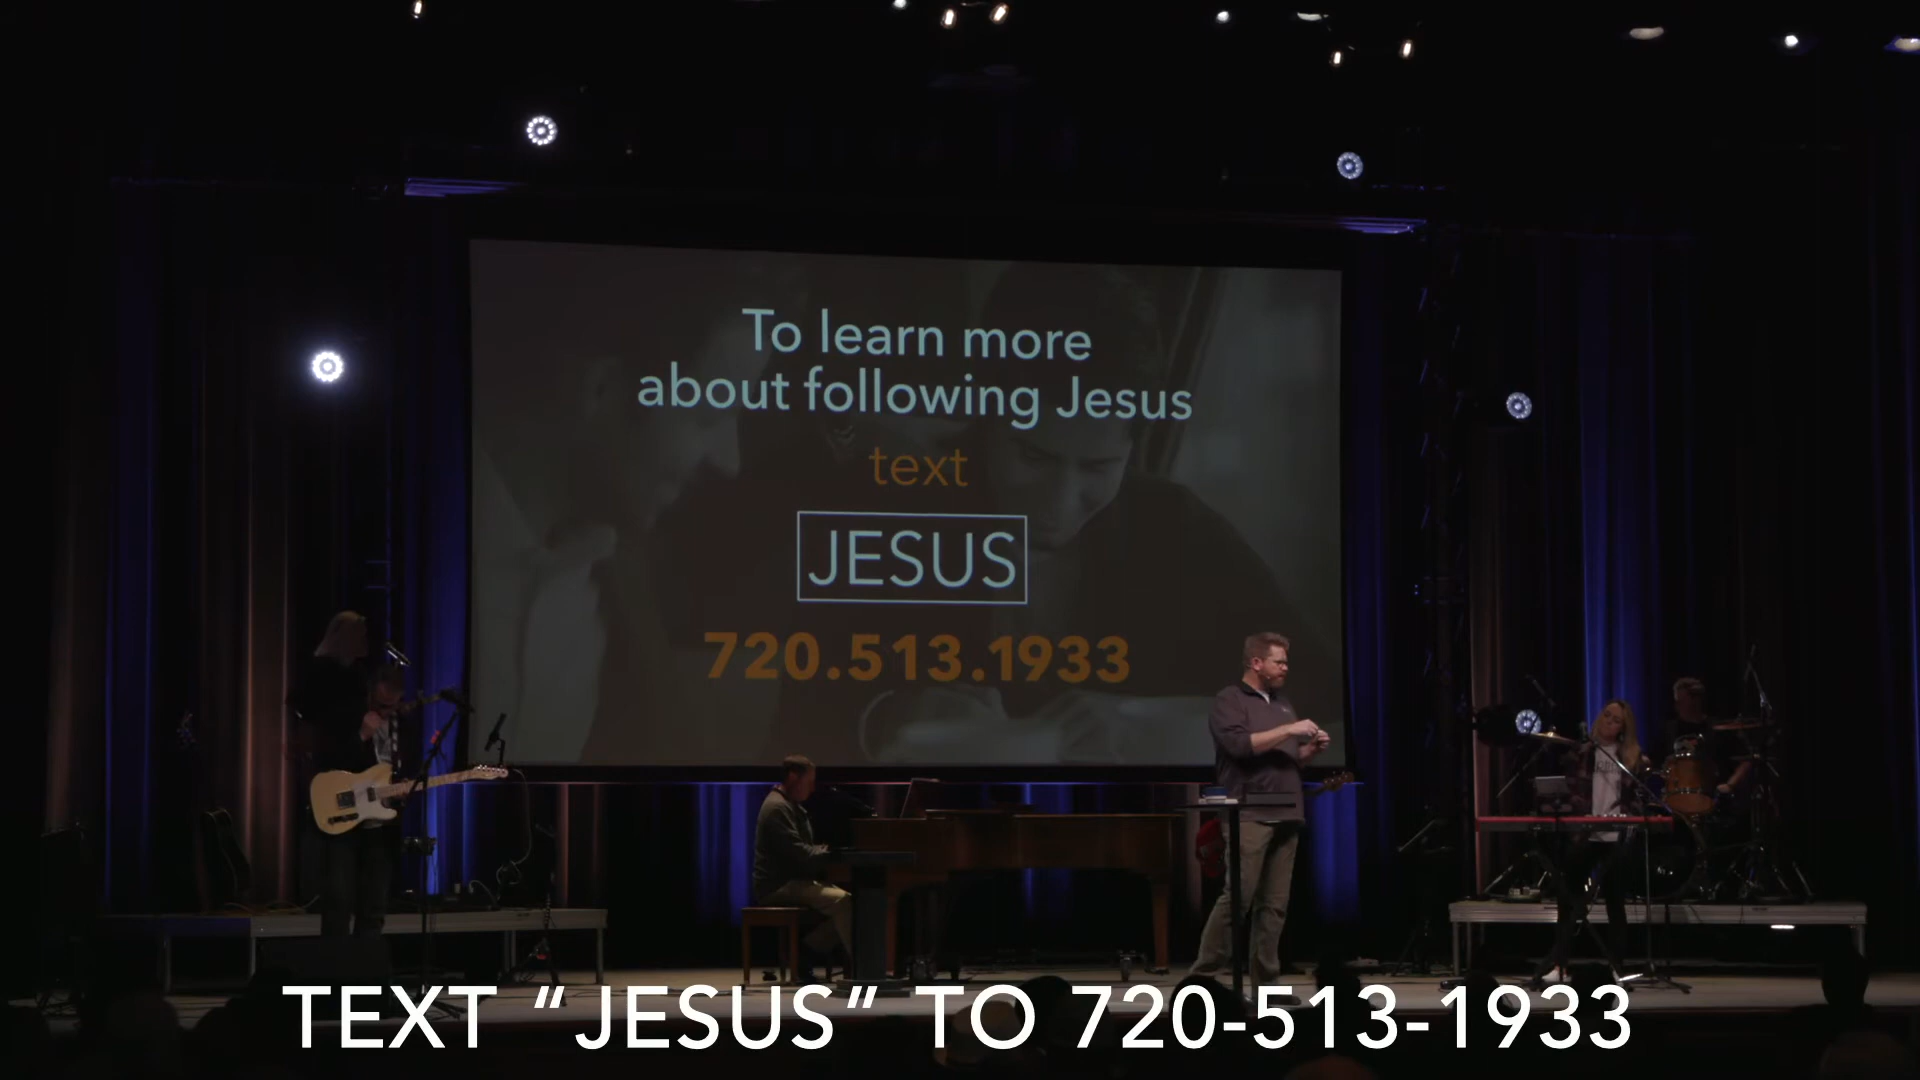 To learn more
about following Jesus
text
JESUS
720.513.1933
TEXT “JESUS” TO 720-513-1933